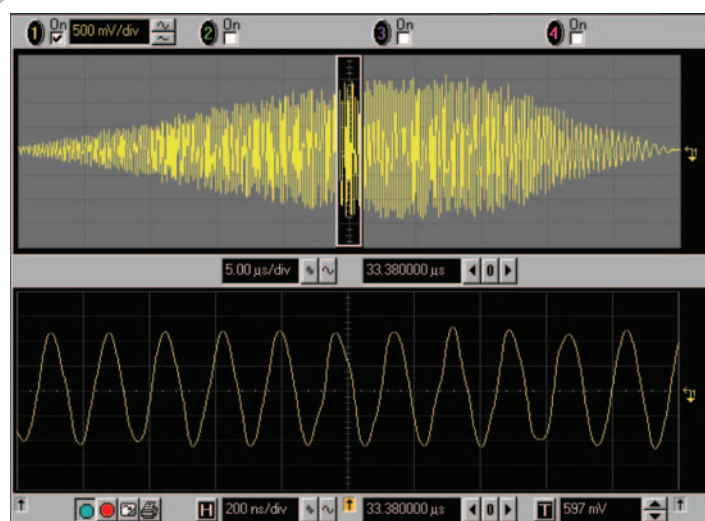 1 On 500 mV/div 2 On 3 On 4 On
5.00 µs/div 33.380000 µs 0
H 200 ns/div 33.380000 µs 0 T 597 mV